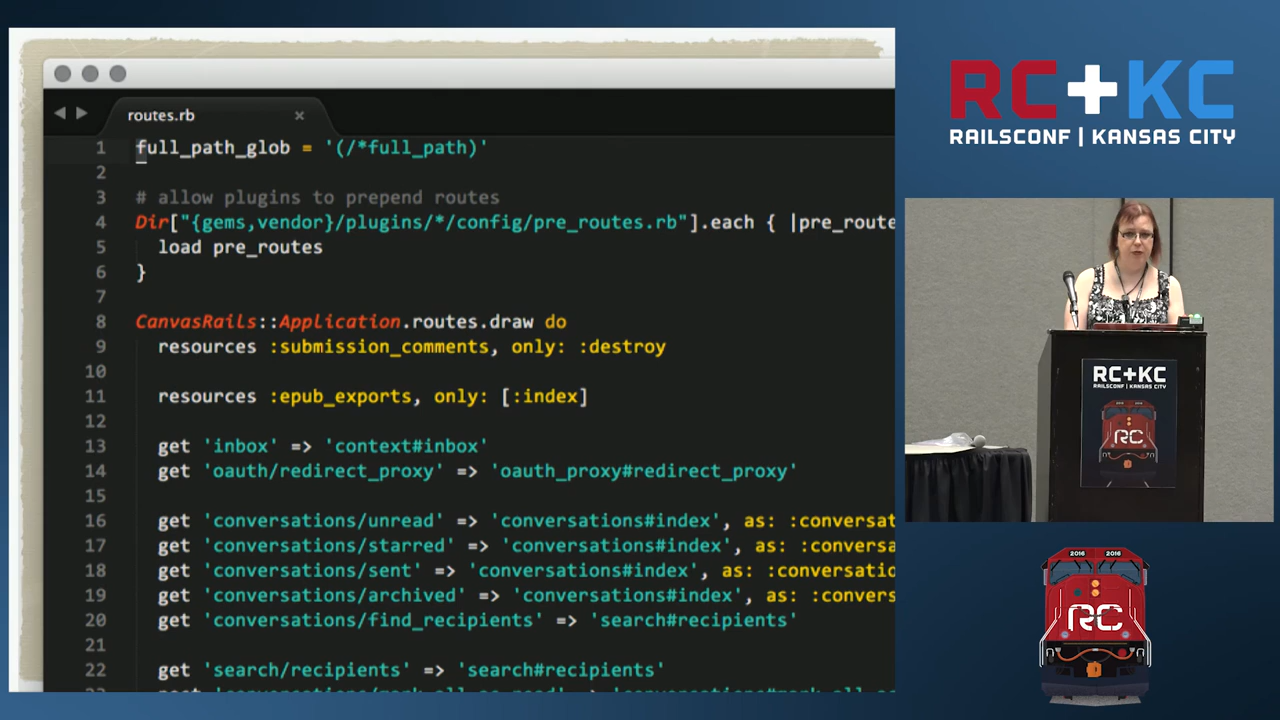 routes.rb
1 full_path_glob = '(/*full_path)'
2
3 # allow plugins to prepend routes
4 Dir["{gems,vendor}/plugins/*/config/pre_routes.rb"].each { |pre_route
5 load pre_routes
6 }
7
8 CanvasRails::Application.routes.draw do
9 resources :submission_comments, only: :destroy
10
11 resources :epub_exports, only: [:index]
12
13 get 'inbox' => 'context#inbox'
14 get 'oauth/redirect_proxy' => 'oauth_proxy#redirect_proxy'
15
16 get 'conversations/unread' => 'conversations#index', as: :conversat
17 get 'conversations/starred' => 'conversations#index', as: :conversa
18 get 'conversations/sent' => 'conversations#index', as: :conversatio
19 get 'conversations/archived' => 'conversations#index', as: :convers
20 get 'conversations/find_recipients' => 'search#recipients'
21
22 get 'search/recipients' => 'search#recipients'
RC+KC
RAILSCONF | KANSAS CITY
RC+KC
RAILSCONF | KANSAS CITY
RC
2016 2016
RC